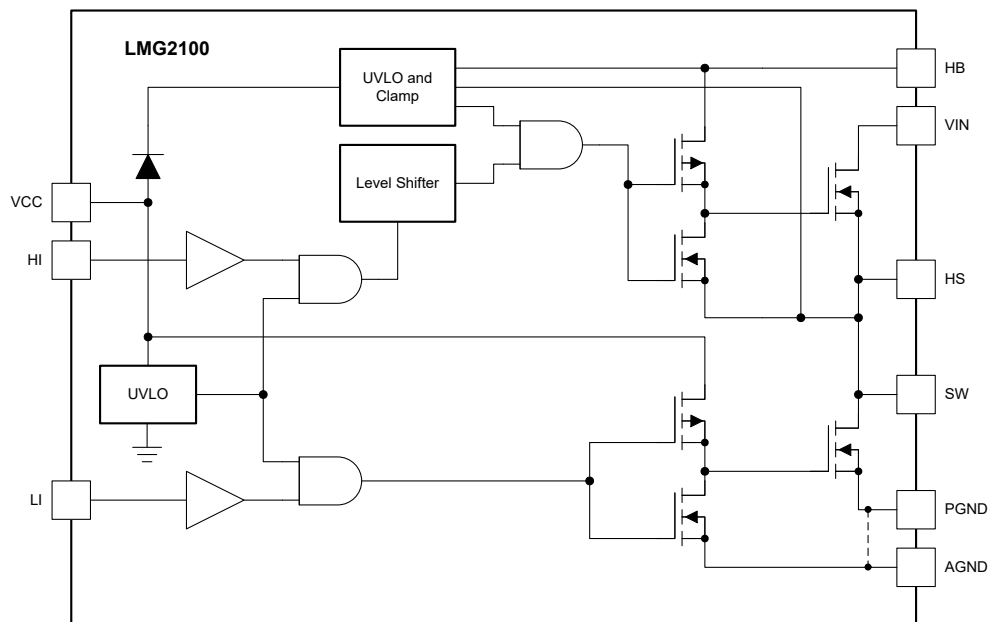 LMG2100
UVLO and
Clamp
HB
VIN
Level Shifter
VCC
HI
HS
UVLO
SW
LI
PGND
AGND